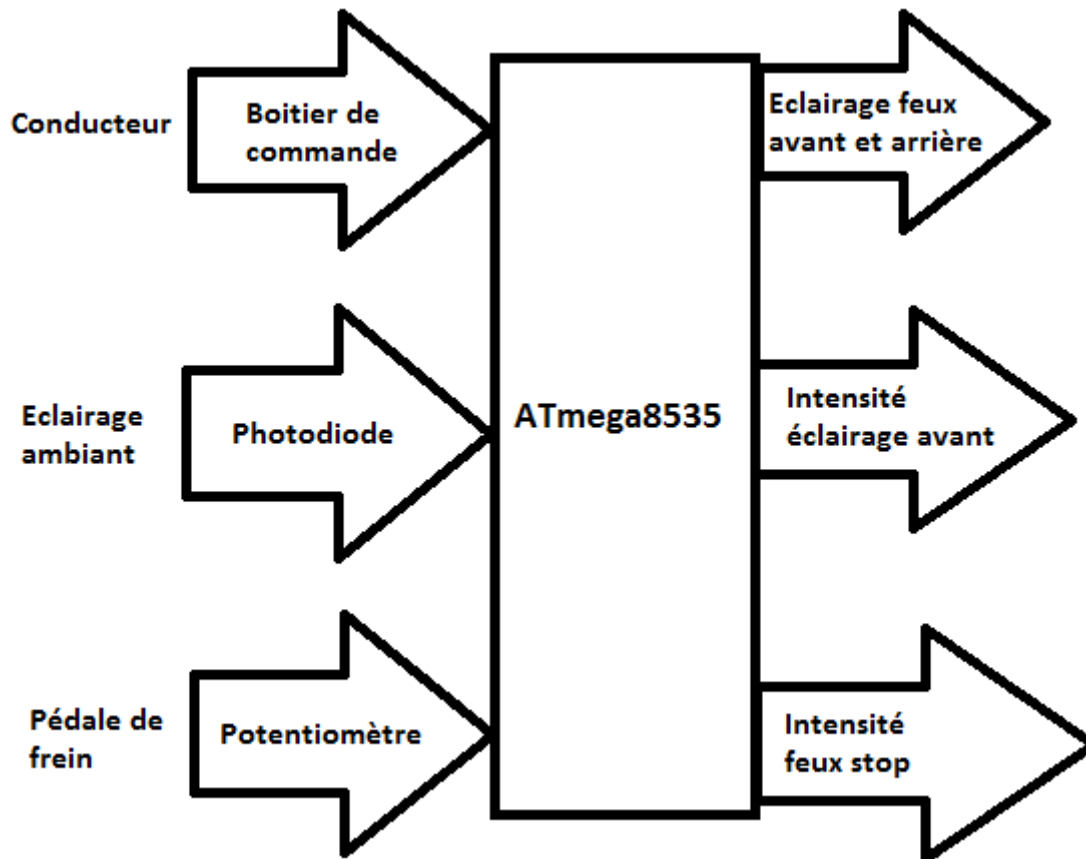 Conducteur
Boitier de
commande
Eclairage feux
avant et arrière
Eclairage
ambiant
Photodiode
ATmega8535
Intensité
éclairage avant
Pédale de
frein
Potentiomètre
Intensité
feux stop